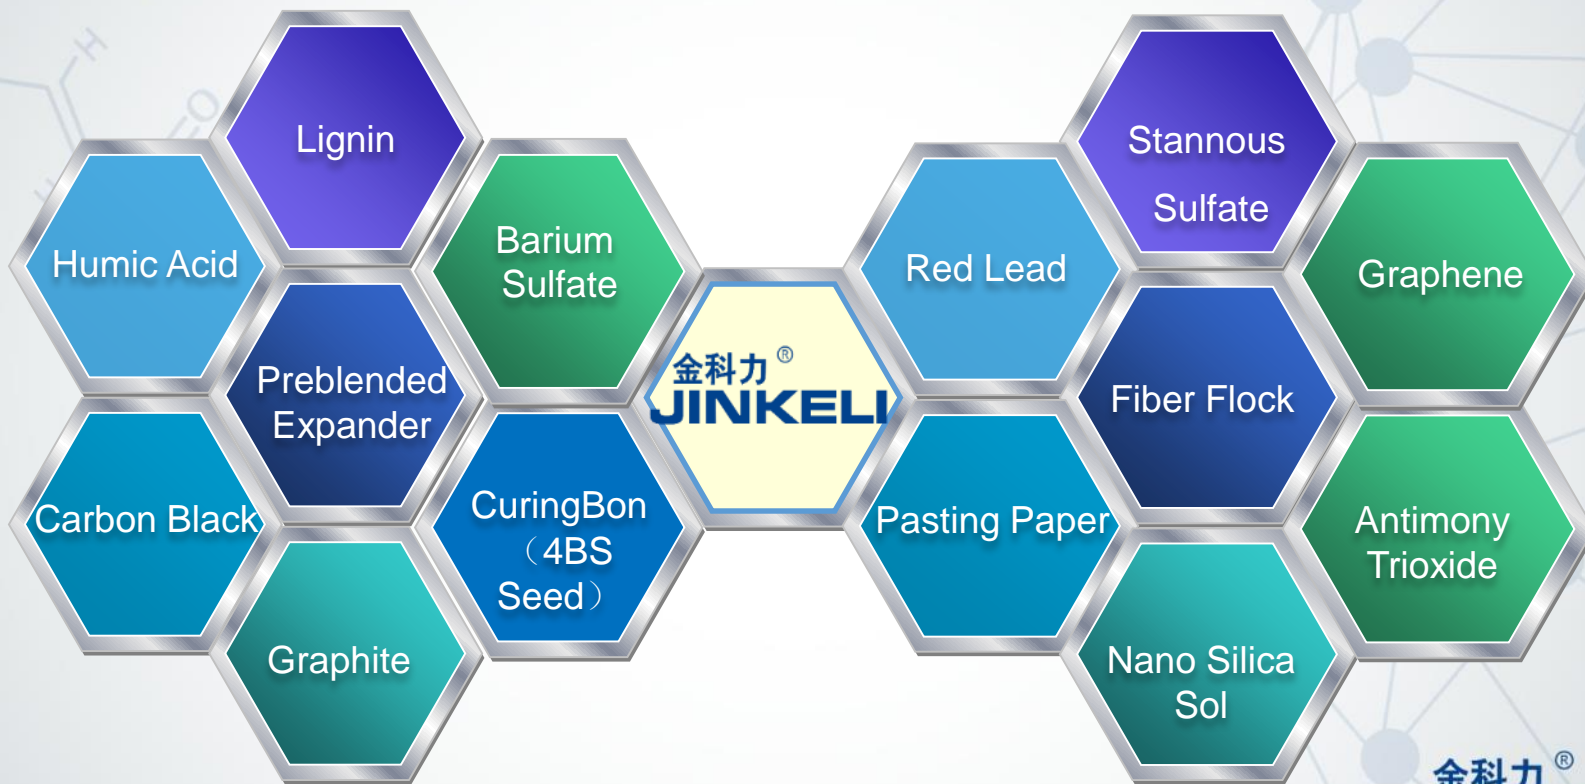 Lignin
Humic Acid
Barium
Sulfate
Preblended
Expander
Carbon Black
CuringBon
（4BS
Seed）
Graphite
金科力®
JINKELI
Stannous
Sulfate
Red Lead
Graphene
Fiber Flock
Pasting Paper
Antimony
Trioxide
Nano Silica
Sol
金科力®
H
O